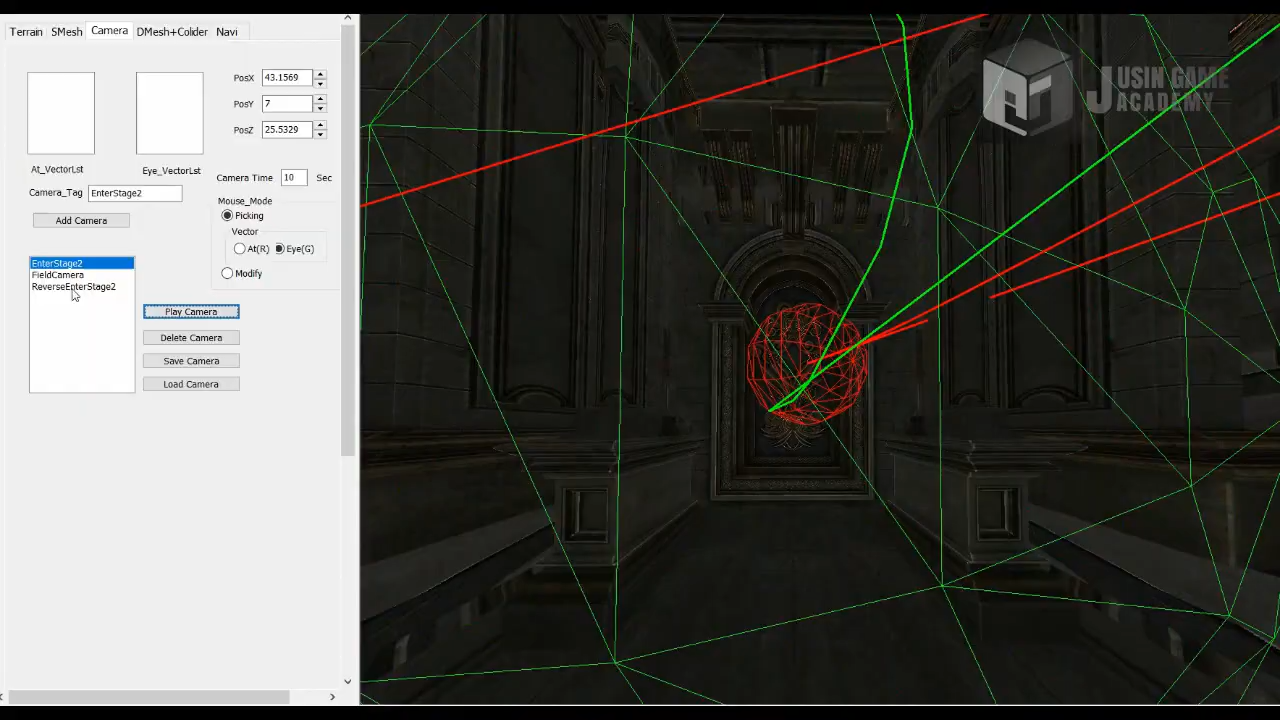 Terrain SMesh Camera DMesh+Colider Navi
PosX 43.1569
PosY 7
PosZ 25.5329
At_VectorLst Eye_VectorLst
Camera Time 10 Sec
Camera_Tag EnterStage2
Mouse_Mode
Picking
Add Camera
Vector
At(R) Eye(G)
EnterStage2
FieldCamera
Modify
ReverseEnterStage2
Play Camera
Delete Camera
Save Camera
Load Camera
JUSIN GAME
ACADEMY